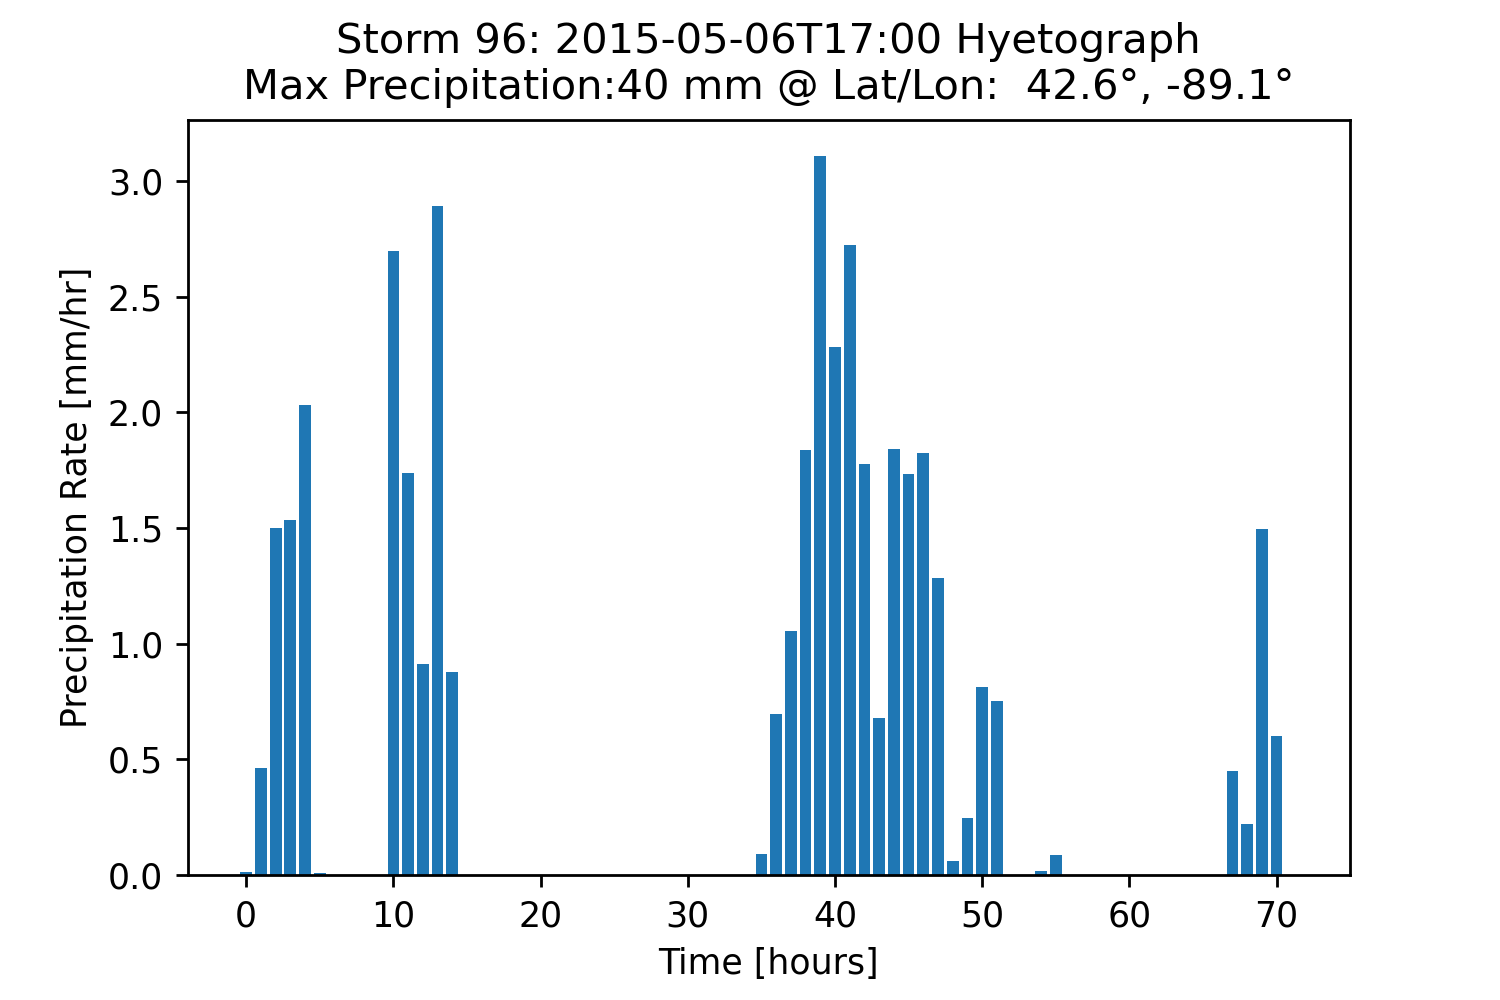 Storm 96: 2015-05-06T17:00 Hyetograph
Max Precipitation:40 mm @ Lat/Lon:  42.6°, -89.1°
Precipitation Rate [mm/hr]
3.0
2.5
2.0
1.5
1.0
0.5
0.0
0 10 20 30 40 50 60 70
Time [hours]